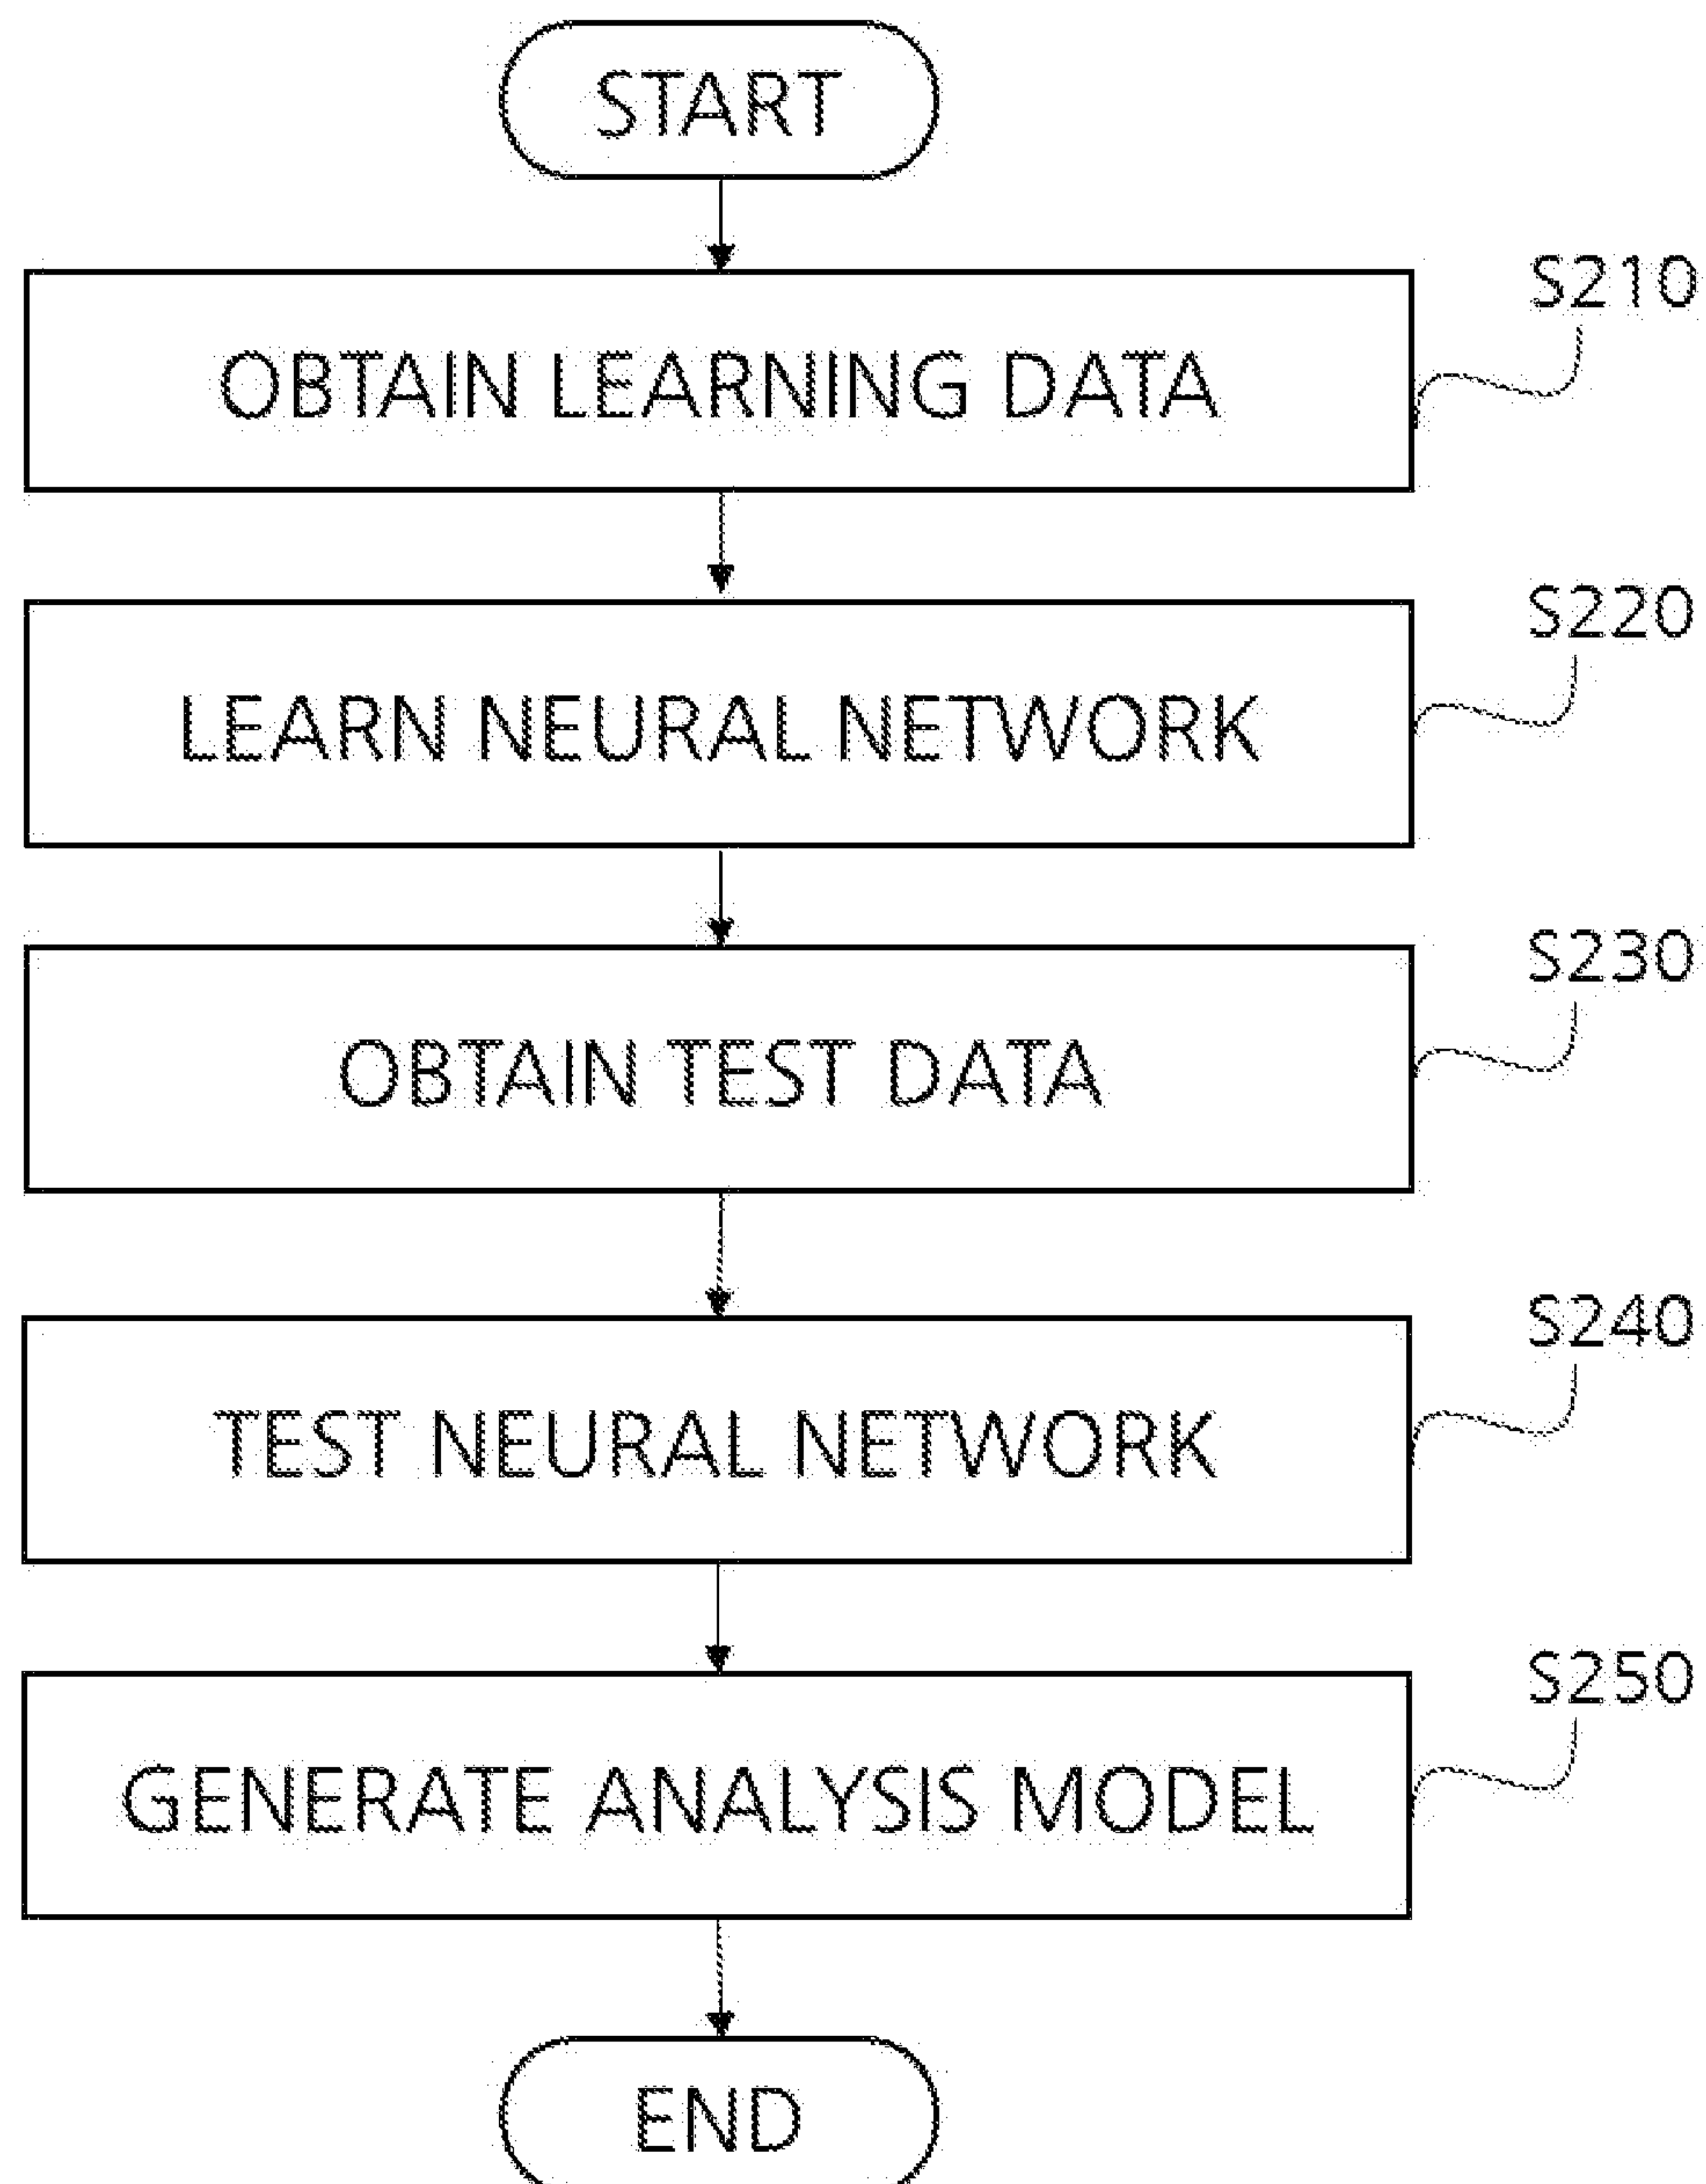 START
S210
OBTAIN LEARNING DATA
S220
LEARN NEURAL NETWORK
S230
OBTAIN TEST DATA
S240
TEST NEURAL NETWORK
S250
GENERATE ANALYSIS MODEL
END